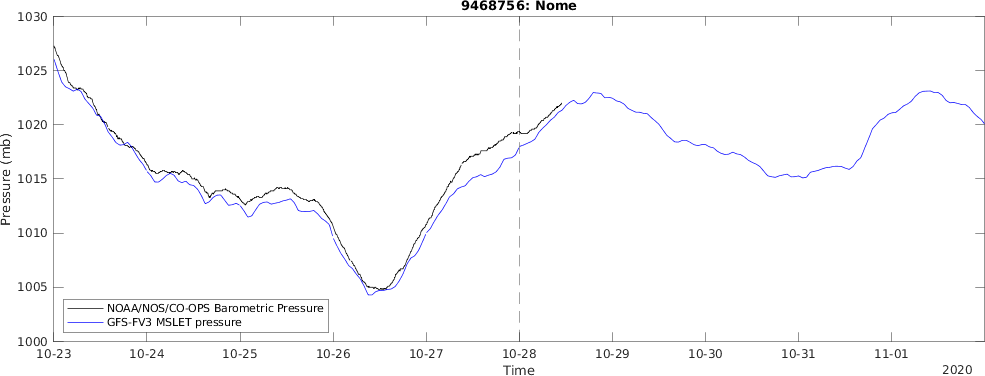 9468756: Nome
Pressure (mb)
1030
1025
1020
1015
1010
1005
1000
NOAA/NOS/CO-OPS Barometric Pressure
GFS-FV3 MSLET pressure
10-23 10-24 10-25 10-26 10-27 10-28 10-29 10-30 10-31 11-01
Time
2020